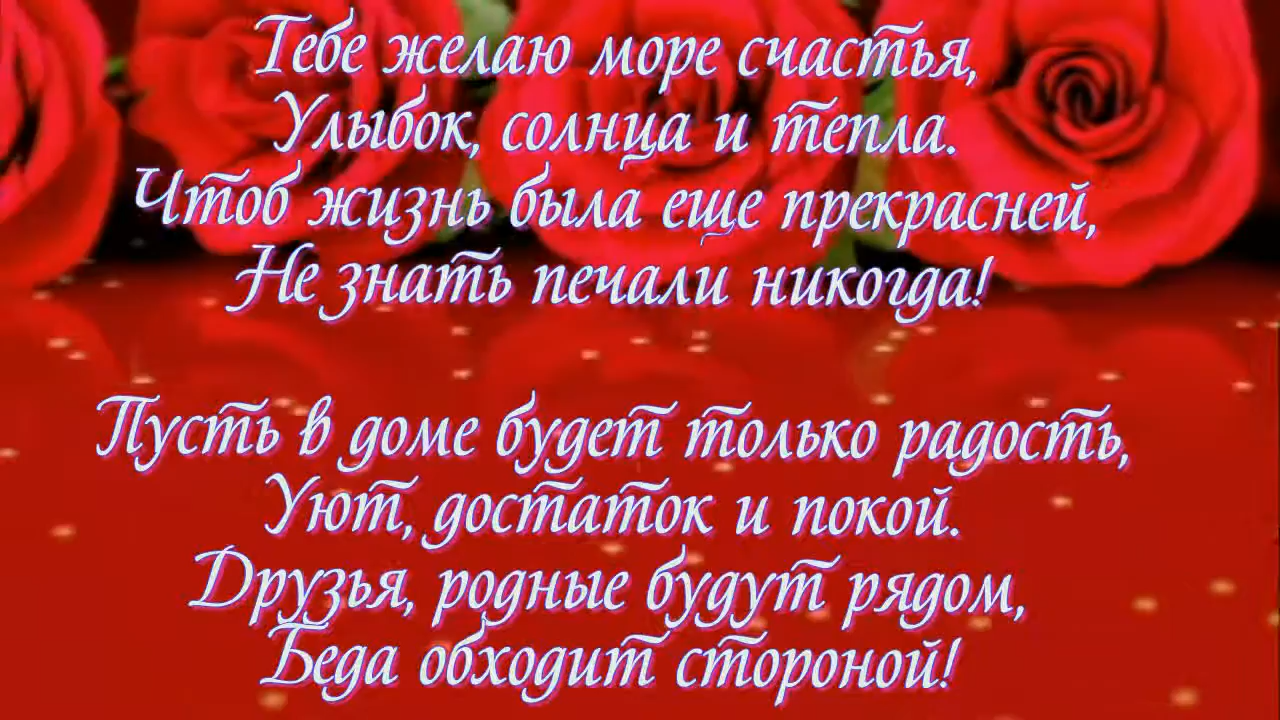 Тебе желаю море счастья,
Улыбок, солнца и тепла.
Чтоб жизнь была еще прекрасней,
Не знать печали никогда!
Пусть в доме будет только радость,
Уют, достаток и покой.
Друзья, родные будут рядом,
Беда обходит стороной!